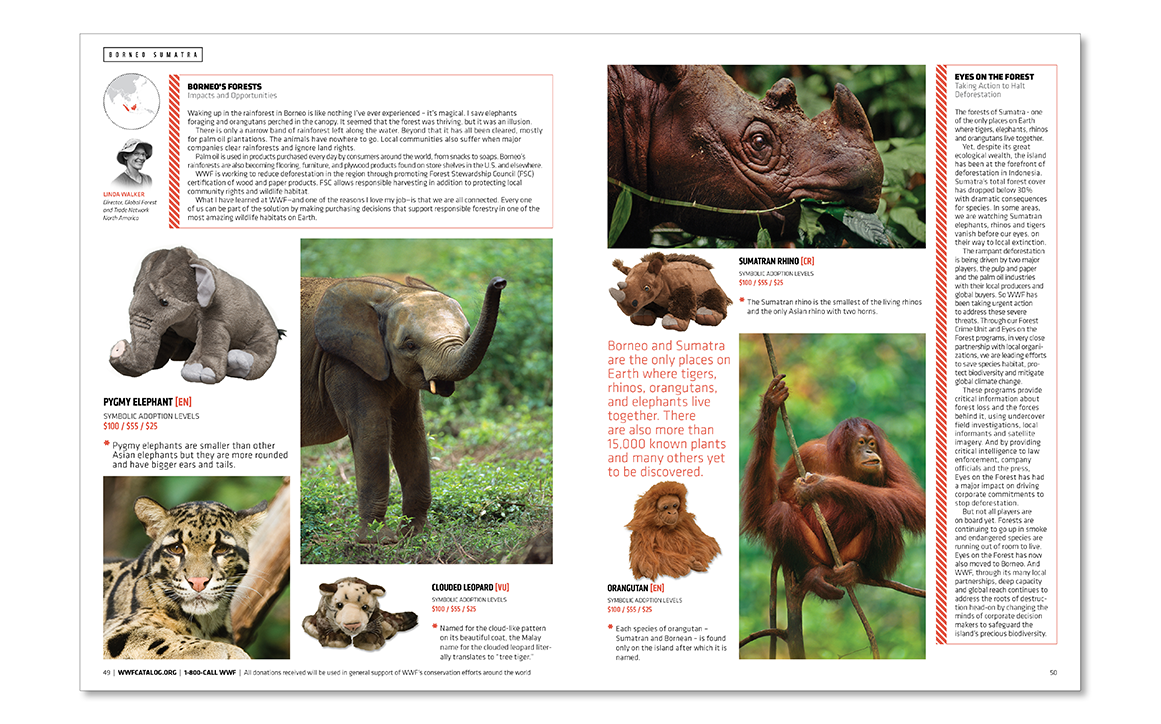 BORNEO SUMATRA
BORNEO'S FORESTS
Impacts and Opportunities
Waking up in the rainforest in Borneo is like nothing I've ever experienced – it's magical. I saw elephants
foraging and orangutans perched in the canopy. It seemed that the forest was thriving, but it was an illusion.
There is only a narrow band of rainforest left along the water. Beyond that it has all been cleared, mostly
for palm oil plantations. The animals have nowhere to go. Local communities also suffer when major
companies clear rainforests and ignore land rights.
Palm oil is used in products purchased every day by consumers around the world, from snacks to soaps. Borneo's
rainforests are also becoming flooring, furniture, and plywood products found on store shelves in the U.S. and elsewhere.
WWF is working to reduce deforestation in the region through promoting Forest Stewardship Council (FSC)
certification of wood and paper products. FSC allows responsible harvesting in addition to protecting local
community rights and wildlife habitat.
What I have learned at WWF—and one of the reasons I love my job—is that we are all connected. Every one
of us can be part of the solution by making purchasing decisions that support responsible forestry in one of the
most amazing wildlife habitats on Earth.
LINDA WALKER
Director, Global Forest
and Trade Network
North America
PYGMY ELEPHANT [EN]
SYMBOLIC ADOPTION LEVELS
$100 / $55 / $25
* Pygmy elephants are smaller than other
Asian elephants but they are more rounded
and have bigger ears and tails.
CLOUDED LEOPARD [VU]
SYMBOLIC ADOPTION LEVELS
$100 / $55 / $25
* Named for the cloud-like pattern
on its beautiful coat, the Malay
name for the clouded leopard liter-
ally translates to "tree tiger."
49 | WWFCATALOG.ORG | 1-800-CALL WWF | All donations received will be used in general support of WWF's conservation efforts around the world
SUMATRAN RHINO [CR]
SYMBOLIC ADOPTION LEVELS
$100 / $55 / $25
* The Sumatran rhino is the smallest of the living rhinos
and the only Asian rhino with two horns.
Borneo and Sumatra
are the only places on
Earth where tigers,
rhinos, orangutans,
and elephants live
together. There
are also more than
15,000 known plants
and many others yet
to be discovered.
ORANGUTAN [EN]
SYMBOLIC ADOPTION LEVELS
$100 / $55 / $25
* Each species of orangutan –
Sumatran and Bornean – is found
only on the island after which it is
named.
EYES ON THE FOREST
Taking Action to Halt
Deforestation
The forests of Sumatra - one
of the only places on Earth
where tigers, elephants, rhinos
and orangutans live together.
Yet, despite its great
ecological wealth, the island
has been at the forefront of
deforestation in Indonesia.
Sumatra's total forest cover
has dropped below 30%
with dramatic consequences
for species. In some areas,
we are watching Sumatran
elephants, rhinos and tigers
vanish before our eyes, on
their way to local extinction.
The rampant deforestation
is being driven by two major
players, the pulp and paper
and the palm oil industries
with their local producers and
global buyers. So WWF has
been taking urgent action
to address these severe
threats. Through our Forest
Crime Unit and Eyes on the
Forest programs, in very close
partnership with local organi-
zations, we are leading efforts
to save species habitat, pro-
tect biodiversity and mitigate
global climate change.
These programs provide
critical information about
forest loss and the forces
behind it, using undercover
field investigations, local
informants and satellite
imagery. And by providing
critical intelligence to law
enforcement, company
officials and the press,
Eyes on the Forest has had
a major impact on driving
corporate commitments to
stop deforestation.
But not all players are
on board yet. Forests are
continuing to go up in smoke
and endangered species are
running out of room to live.
Eyes on the Forest has now
also moved to Borneo. And
WWF, through its many local
partnerships, deep capacity
and global reach continues to
address the roots of destruc-
tion head-on by changing the
minds of corporate decision
makers to safeguard the
island's precious biodiversity.
50